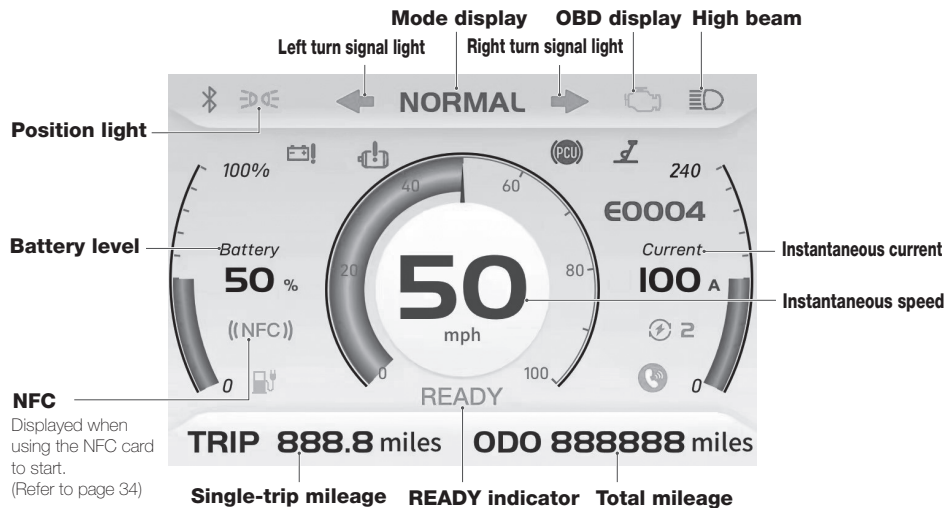 Mode display OBD display High beam
Left turn signal light Right turn signal light
NORMAL
Position light
PCU
100% 40 60 240
E0004
Battery level Battery Current Instantaneous current
50 % 20 50 80 100 A
Instantaneous speed
mph
((NFC)) 2
0 0 100 0
READY
NFC
Displayed when
using the NFC card
to start.
(Refer to page 34)
TRIP 888.8 miles ODO 888888 miles
Single-trip mileage READY indicator Total mileage